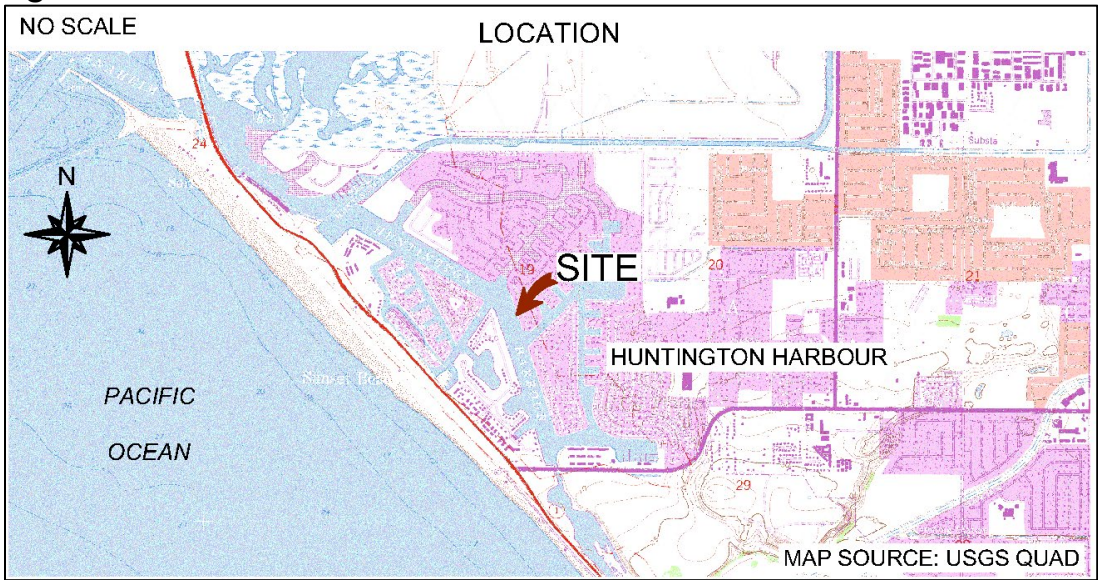 NO SCALE
LOCATION
24
Substa
N
19
SITE
20
21
HUNTINGTON HARBOUR
PACIFIC
OCEAN
29
MAP SOURCE: USGS QUAD